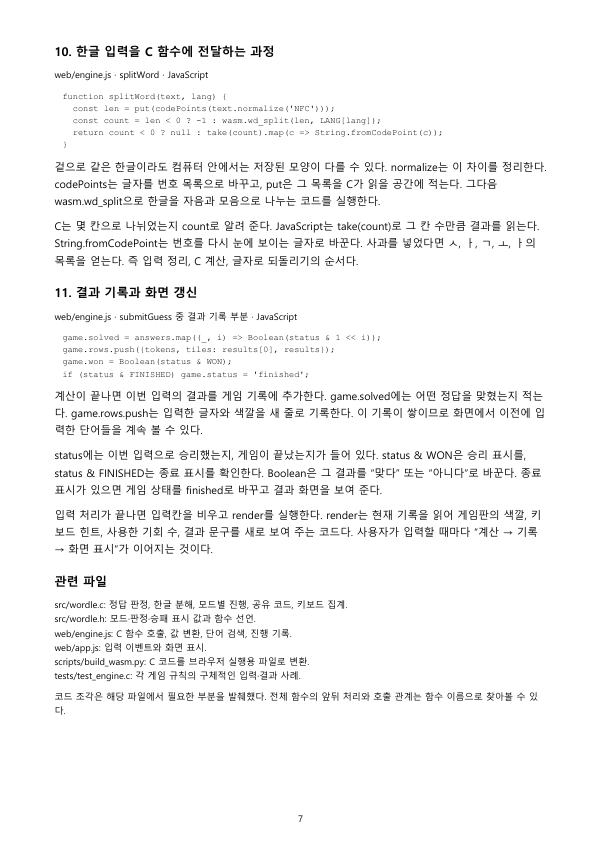 10. 한글 입력을 C 함수에 전달하는 과정
web/engine.js · splitWord · JavaScript
function splitWord(text, lang) {
const len = put(codePoints(text.normalize('NFC')));
const count = len < 0 ? -1 : wasm.wd_split(len, LANG[lang]);
return count < 0 ? null : take(count).map(c => String.fromCodePoint(c));
}
겉으로 같은 한글이라도 컴퓨터 안에서는 저장된 모양이 다를 수 있다. normalize는 이 차이를 정리한다.
codePoints는 글자를 번호 목록으로 바꾸고, put은 그 목록을 C가 읽을 공간에 적는다. 그다음
wasm.wd_split으로 한글을 자음과 모음으로 나누는 코드를 실행한다.
C는 몇 칸으로 나뉘었는지 count로 알려 준다. JavaScript는 take(count)로 그 칸 수만큼 결과를 읽는다.
String.fromCodePoint는 번호를 다시 눈에 보이는 글자로 바꾼다. 사과를 넣었다면 ㅅ, ㅏ, ㄱ, ㅗ, ㅏ의
목록을 얻는다. 즉 입력 정리, C 계산, 글자로 되돌리기의 순서다.
11. 결과 기록과 화면 갱신
web/engine.js · submitGuess 중 결과 기록 부분 · JavaScript
game.solved = answers.map((_, i) => Boolean(status & 1 << i));
game.rows.push({tokens, tiles: results[0], results});
game.won = Boolean(status & WON);
if (status & FINISHED) game.status = 'finished';
계산이 끝나면 이번 입력의 결과를 게임 기록에 추가한다. game.solved에는 어떤 정답을 맞혔는지 적는
다. game.rows.push는 입력한 글자와 색깔을 새 줄로 기록한다. 이 기록이 쌓이므로 화면에서 이전에 입
력한 단어들을 계속 볼 수 있다.
status에는 이번 입력으로 승리했는지, 게임이 끝났는지가 들어 있다. status & WON은 승리 표시를,
status & FINISHED는 종료 표시를 확인한다. Boolean은 그 결과를 “맞다” 또는 “아니다”로 바꾼다. 종료
표시가 있으면 게임 상태를 finished로 바꾸고 결과 화면을 보여 준다.
입력 처리가 끝나면 입력칸을 비우고 render를 실행한다. render는 현재 기록을 읽어 게임판의 색깔, 키
보드 힌트, 사용한 기회 수, 결과 문구를 새로 보여 주는 코드다. 사용자가 입력할 때마다 “계산 → 기록
→ 화면 표시”가 이어지는 것이다.
관련 파일
src/wordle.c: 정답 판정, 한글 분해, 모드별 진행, 공유 코드, 키보드 집계.
src/wordle.h: 모드·판정·승패 표시 값과 함수 선언.
web/engine.js: C 함수 호출, 값 변환, 단어 검색, 진행 기록.
web/app.js: 입력 이벤트와 화면 표시.
scripts/build_wasm.py: C 코드를 브라우저 실행용 파일로 변환.
tests/test_engine.c: 각 게임 규칙의 구체적인 입력·결과 사례.
코드 조각은 해당 파일에서 필요한 부분을 발췌했다. 전체 함수의 앞뒤 처리와 호출 관계는 함수 이름으로 찾아볼 수 있
다.
7